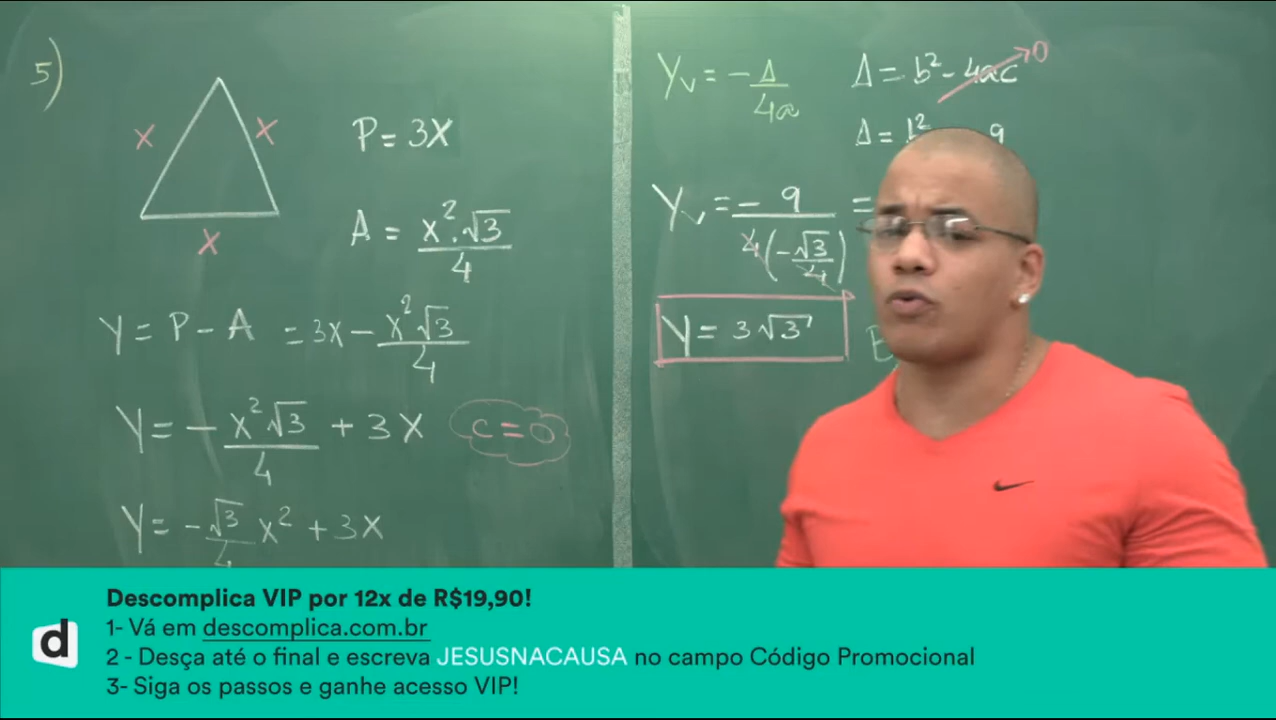 5)
x
x
x
P = 3x
A = x². √3 / 4
Y = P - A = 3x - x² √3 / 4
Y = - x² √3 / 4 + 3x
c = 0
Y = - √3 / 4 x² + 3x
Yv = - Δ / 4a
Δ = b² - 4ac → 0
Δ = b² 9
Yv = - 9 / 4(- √3 / 4) =
Y = 3√3
Descomplica VIP por 12x de R$19,90!
d
1- Vá em descomplica.com.br
2 - Desça até o final e escreva JESUSNACAUSA no campo Código Promocional
3- Siga os passos e ganhe acesso VIP!